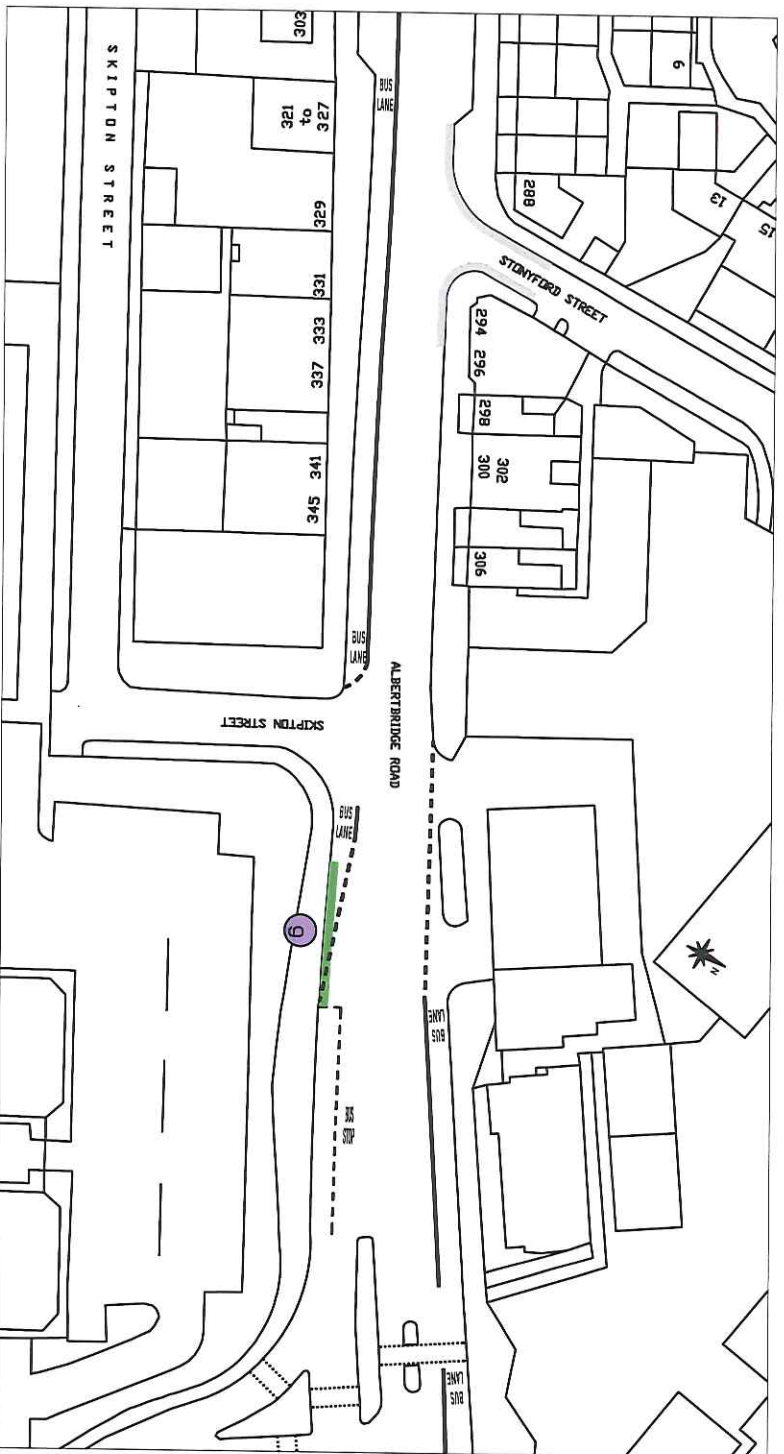 303
SKIPTON STREET
321
to
327
329
331
333
337
341
345
BUS
LANE
6
13
15
288
STONYFORD STREET
294
296
298
300
302
306
BUS
LANE
ALBERTBRIDGE ROAD
SKIPTON STREET
BUS
LANE
9
N
BUS
LANE
BUS
STOP
BUS
LANE